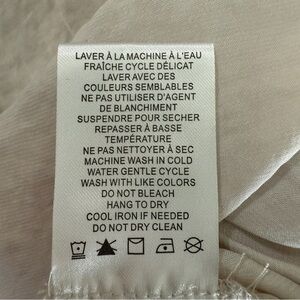 LAVER À LA MACHINE À L'EAU
FRAÎCHE CYCLE DÉLICAT
LAVER AVEC DES
COULEURS SEMBLABLES
NE PAS UTILISER D'AGENT
DE BLANCHIMENT
SUSPENDRE POUR SECHER
REPASSER À BASSE
TEMPÉRATURE
NE PAS NETTOYER À SEC
MACHINE WASH IN COLD
WATER GENTLE CYCLE
WASH WITH LIKE COLORS
DO NOT BLEACH
HANG TO DRY
COOL IRON IF NEEDED
DO NOT DRY CLEAN